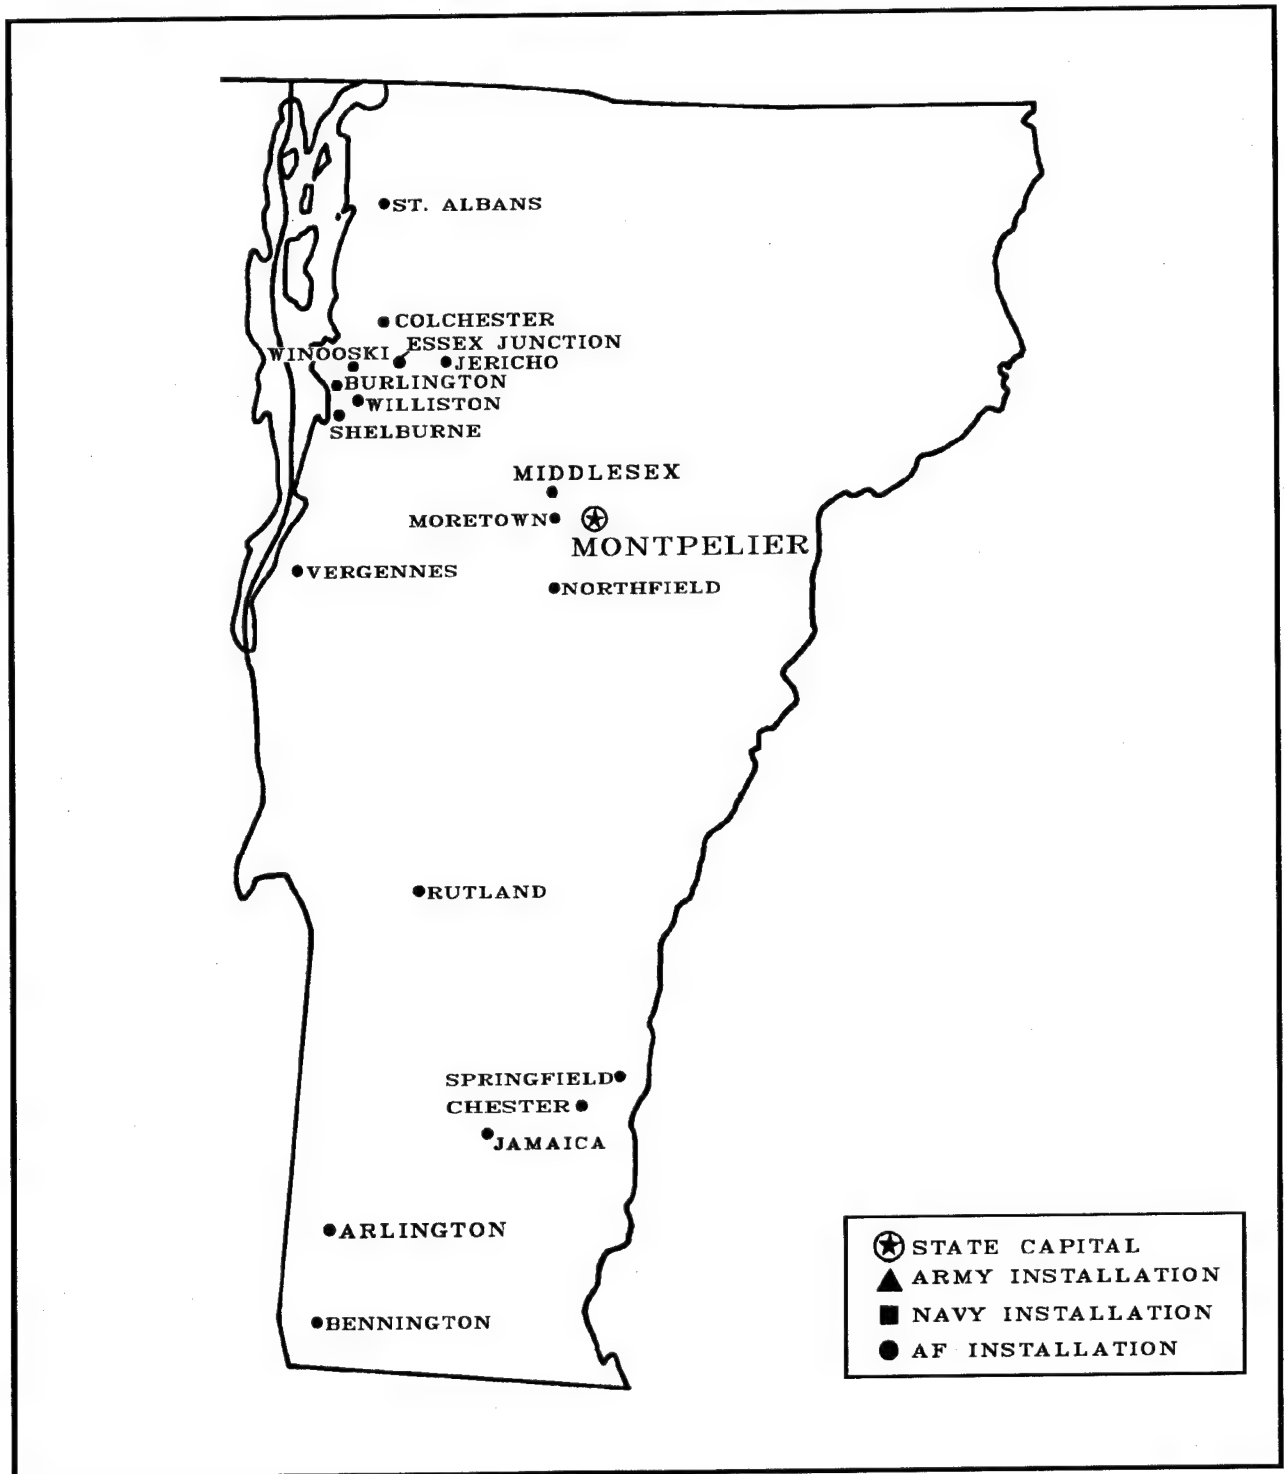 ST. ALBANS
COLCHESTER
ESSEX JUNCTION
WINOOSKI
JERICHO
BURLINGTON
WILLISTON
SHELBURNE
MIDDLESEX
MORETOWN
MONTPELIER
VERGENNES
NORTHFIELD
RUTLAND
SPRINGFIELD
CHESTER
JAMAICA
ARLINGTON
BENNINGTON
STATE CAPITAL
ARMY INSTALLATION
NAVY INSTALLATION
AF INSTALLATION